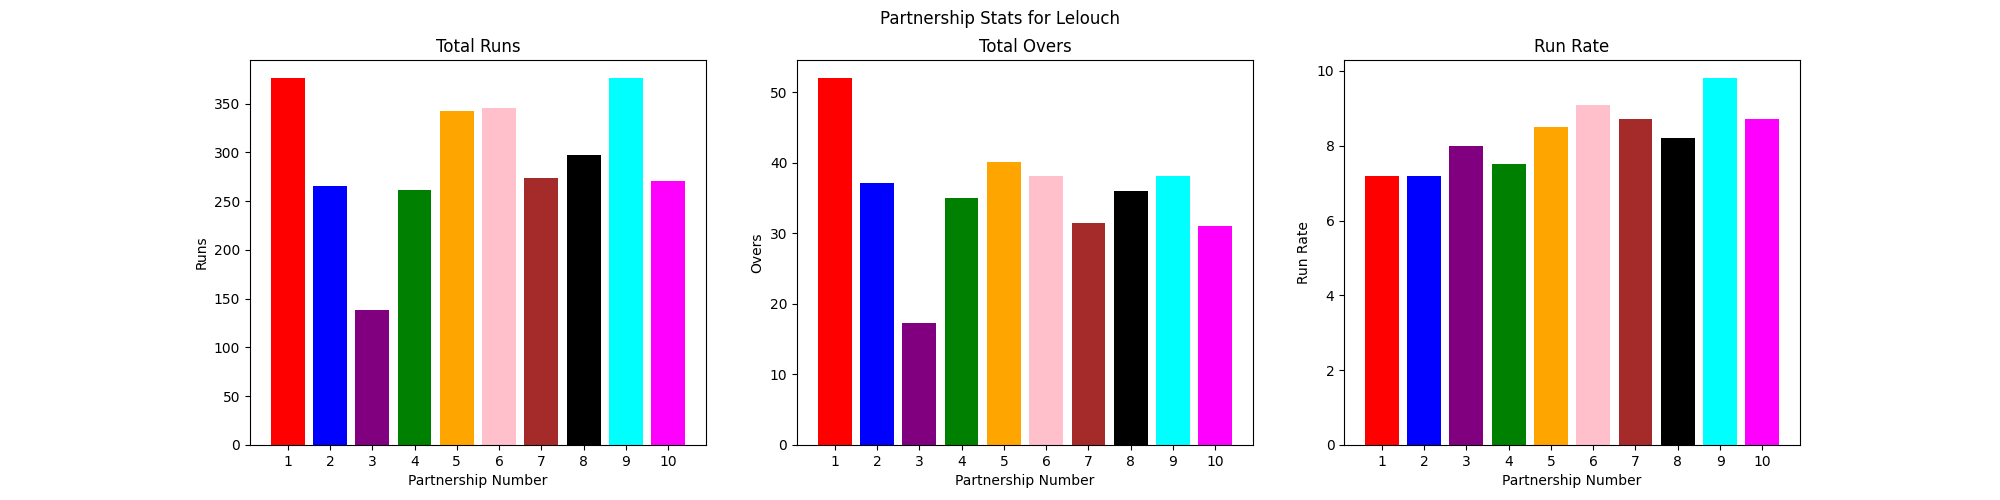 Partnership Stats for Lelouch
Total Runs
Runs
350
300
250
200
150
100
50
0
1 2 3 4 5 6 7 8 9 10
Partnership Number
Total Overs
Overs
50
40
30
20
10
0
1 2 3 4 5 6 7 8 9 10
Partnership Number
Run Rate
Run Rate
10
8
6
4
2
0
1 2 3 4 5 6 7 8 9 10
Partnership Number